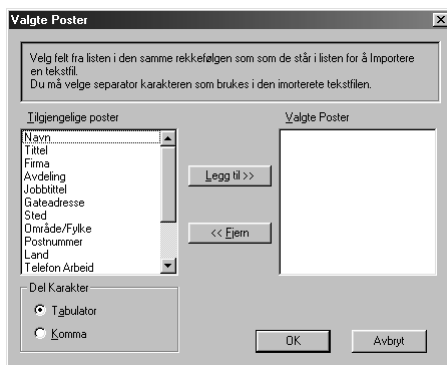 Valgte Poster
Velg felt fra listen i den samme rekkefølgen som som de står i listen for å Importere
en tekstfil.
Du må velge separator karakteren som brukes i den imorterete tekstfilen.
Tilgjengelige poster
Valgte Poster
Navn
Tittel
Firma
Avdeling
Jobbtittel
Gateadresse
Sted
Område/Fylke
Postnummer
Land
Telefon Arbeid
Legg til >>
<< Fjern
Del Karakter
Tabulator
Komma
OK
Avbryt